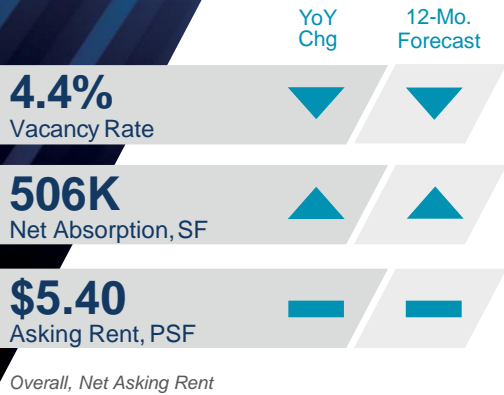 YoY
Chg
12-Mo.
Forecast
4.4%
Vacancy Rate
506K
Net Absorption, SF
$5.40
Asking Rent, PSF
Overall, Net Asking Rent